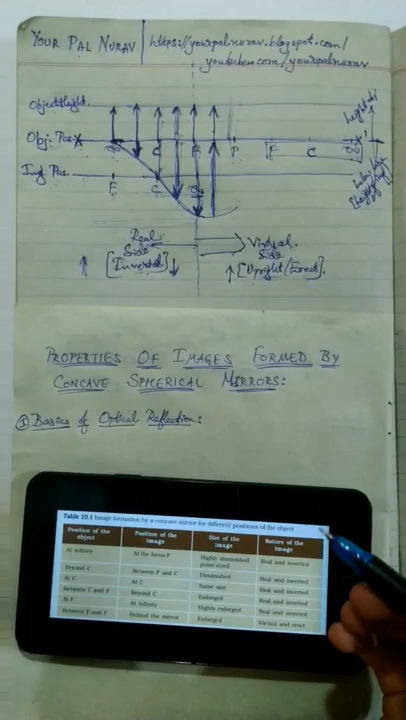 YOUR PAL NURAV | https://yourpalnurav.blogspot.com/
youtube.com/yourpalnurav
Object Height.
Obj. Pos
∞ C F P F C ∞
Img Pos.
F C
Real Side
[Inverted]
Virtual Side
[Upright/Erect].
PROPERTIES OF IMAGES FORMED BY
CONCAVE SPHERICAL MIRRORS:
① Basics of Optical Reflection:
Table 10.1 Image formation by a concave mirror for different positions of the object
Position of the object Position of the image Size of the image Nature of the image
At infinity At the focus F Highly diminished, point-sized Real and inverted
Beyond C Between F and C Diminished Real and inverted
At C At C Same size Real and inverted
Between C and F Beyond C Enlarged Real and inverted
At F At infinity Highly enlarged Real and inverted
Between P and F Behind the mirror Enlarged Virtual and erect